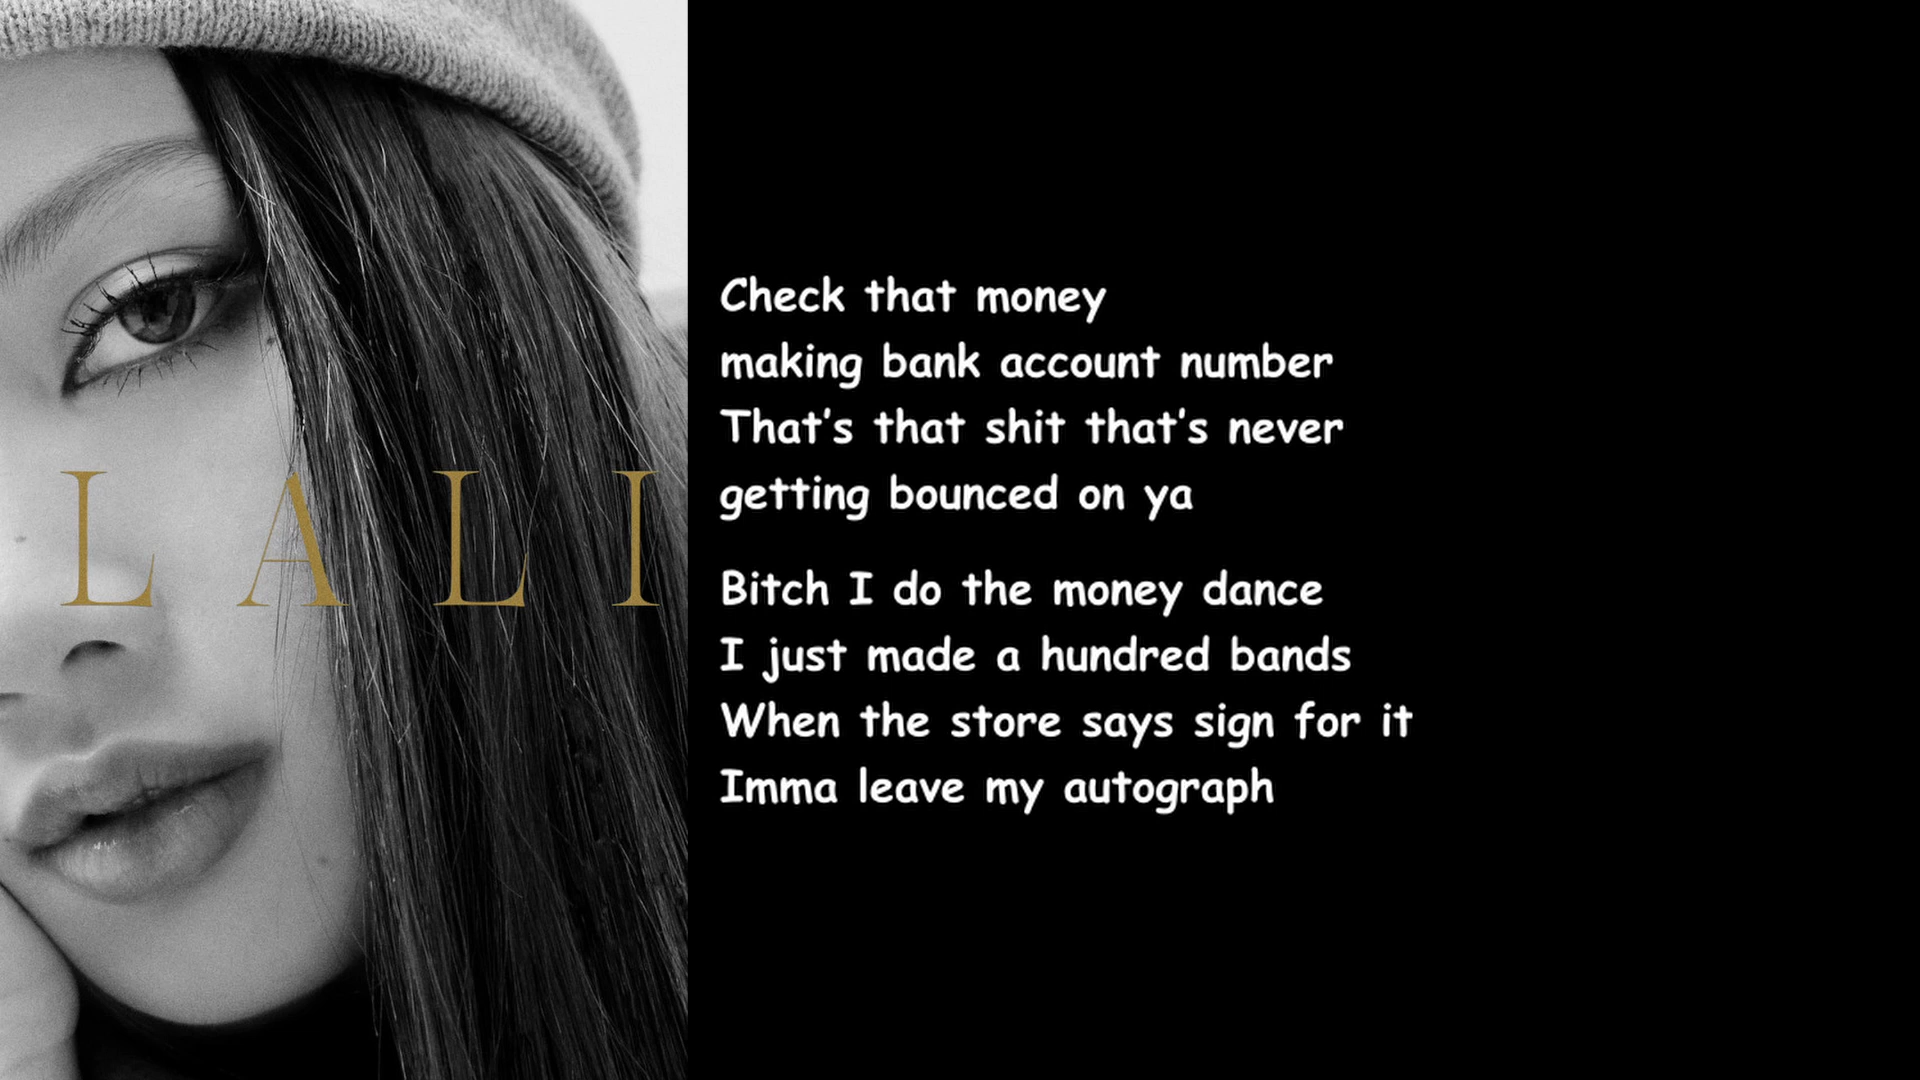 LALI
Check that money
making bank account number
That's that shit that's never
getting bounced on ya
Bitch I do the money dance
I just made a hundred bands
When the store says sign for it
Imma leave my autograph